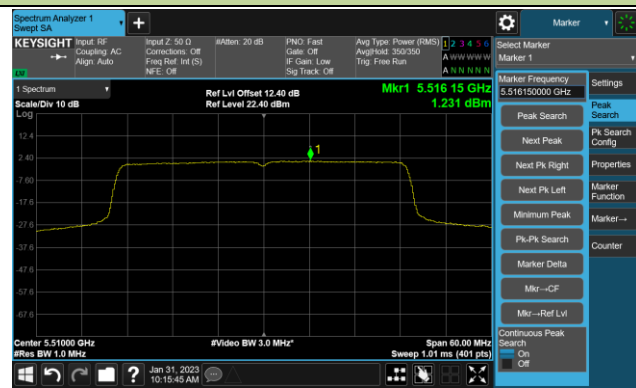 Spectrum Analyzer 1
Swept SA
Marker
KEYSIGHT
Input: RF
Coupling: AC
Align: Auto
Input Z: 50 Ω
Corrections: Off
Freq Ref: Int (S)
NFE: Off
#Atten: 20 dB
PNO: Fast
Gate: Off
IF Gain: Low
Sig Track: Off
Avg Type: Power (RMS)
Avg|Hold: 350/350
Trig: Free Run
1 2 3 4 5 6
A W W W W W
A N N N N N
Select Marker
Marker 1
1 Spectrum
Scale/Div 10 dB
Log
Ref Lvl Offset 12.40 dB
Ref Level 22.40 dBm
Mkr1 5.516 15 GHz
1.231 dBm
12.4
2.40
-7.60
-17.6
-27.6
-37.6
-47.6
-57.6
-67.6
1
Center 5.51000 GHz
#Res BW 1.0 MHz
#Video BW 3.0 MHz*
Span 60.00 MHz
Sweep 1.01 ms (401 pts)
Marker Frequency
5.516150000 GHz
Peak Search
Next Peak
Next Pk Right
Next Pk Left
Minimum Peak
Pk-Pk Search
Marker Delta
Mkr→CF
Mkr→Ref Lvl
Continuous Peak
Search
On
Off
Settings
Peak
Search
Pk Search
Config
Properties
Marker
Function
Marker→
Counter
Jan 31, 2023
10:15:45 AM